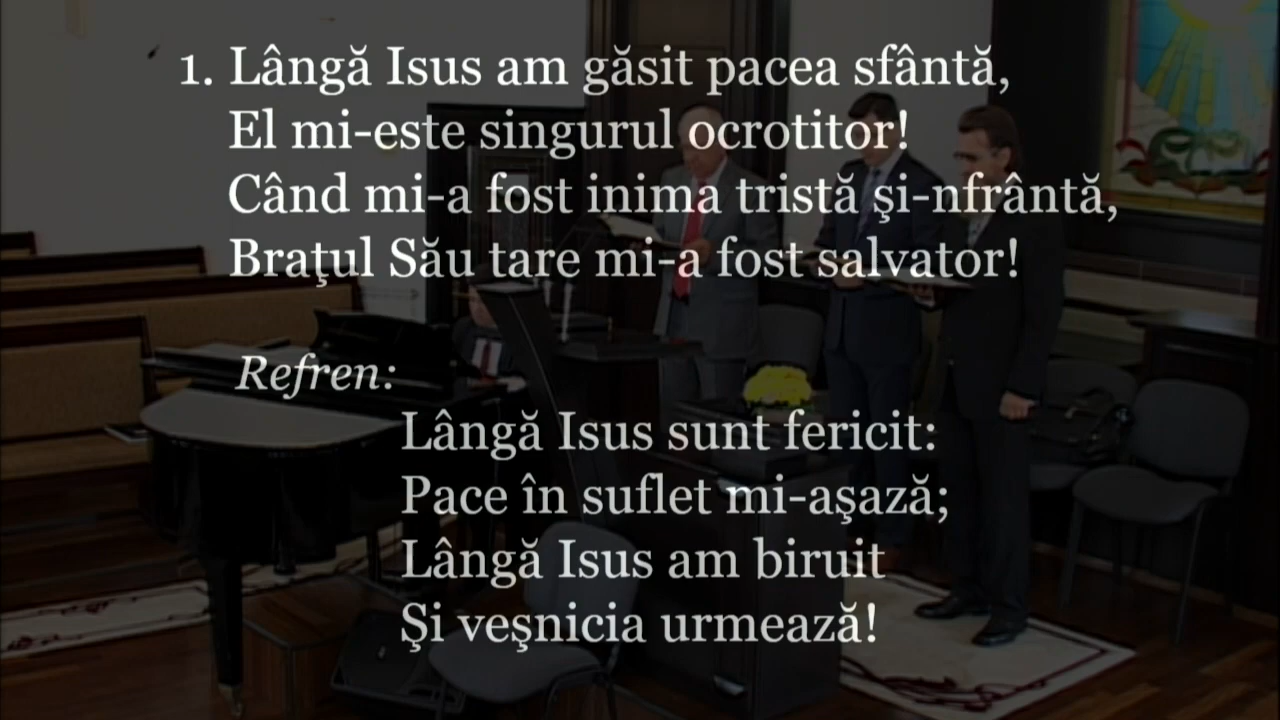 1. Lângă Isus am găsit pacea sfântă,
El mi-este singurul ocrotitor!
Când mi-a fost inima tristă şi-nfrântă,
Braţul Său tare mi-a fost salvator!
Refren:
Lângă Isus sunt fericit:
Pace în suflet mi-aşază;
Lângă Isus am biruit
Şi veşnicia urmează!